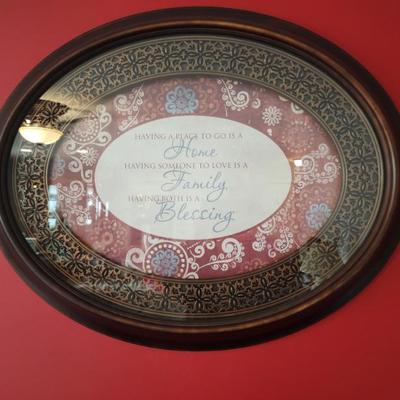 HAVING A PLACE TO GO IS A
Home
HAVING SOMEONE TO LOVE IS A
Family
HAVING BOTH IS A
Blessing